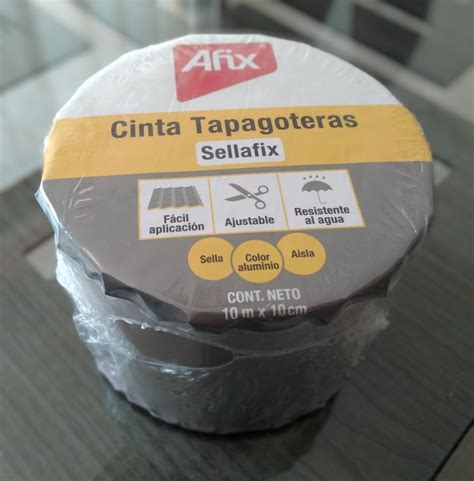 Afix
Cinta Tapagoteras
Sellafix
Fácil
aplicación
Ajustable
Resistente
al agua
Sella
Color
aluminio
Aisla
CONT. NETO
10 m x 10 cm